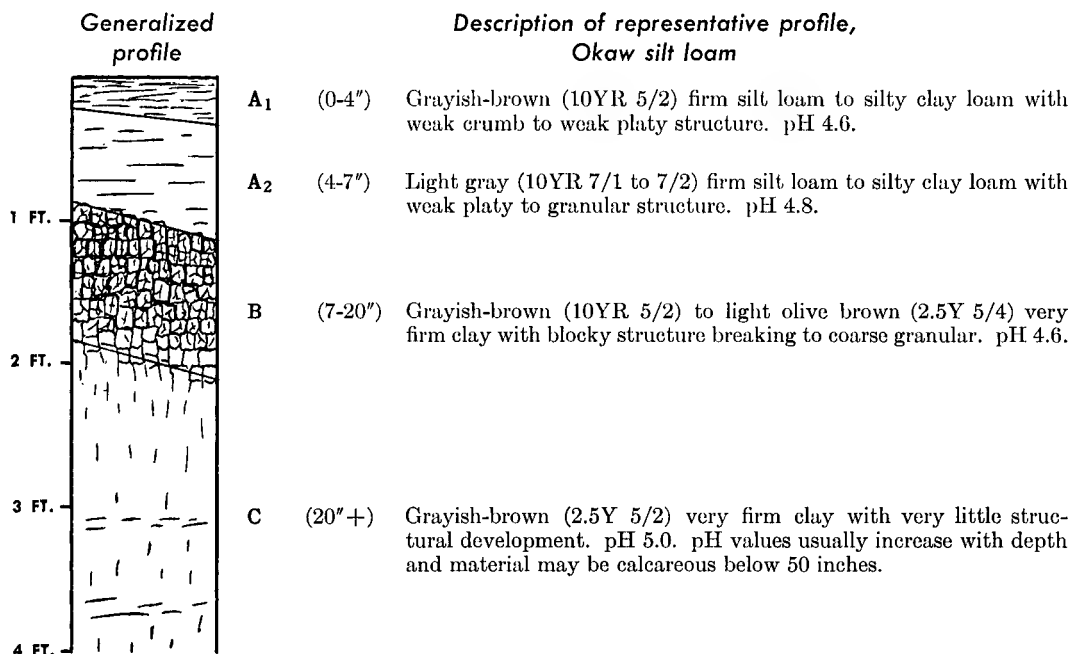 Generalized
profile
Description of representative profile,
Okaw silt loam
A1 (0-4″) Grayish-brown (10YR 5/2) firm silt loam to silty clay loam with
weak crumb to weak platy structure. pH 4.6.
A2 (4-7″) Light gray (10YR 7/1 to 7/2) firm silt loam to silty clay loam with
weak platy to granular structure. pH 4.8.
1 FT.
B (7-20″) Grayish-brown (10YR 5/2) to light olive brown (2.5Y 5/4) very
firm clay with blocky structure breaking to coarse granular. pH 4.6.
2 FT.
3 FT.
C (20″+) Grayish-brown (2.5Y 5/2) very firm clay with very little struc-
tural development. pH 5.0. pH values usually increase with depth
and material may be calcareous below 50 inches.
4 FT.